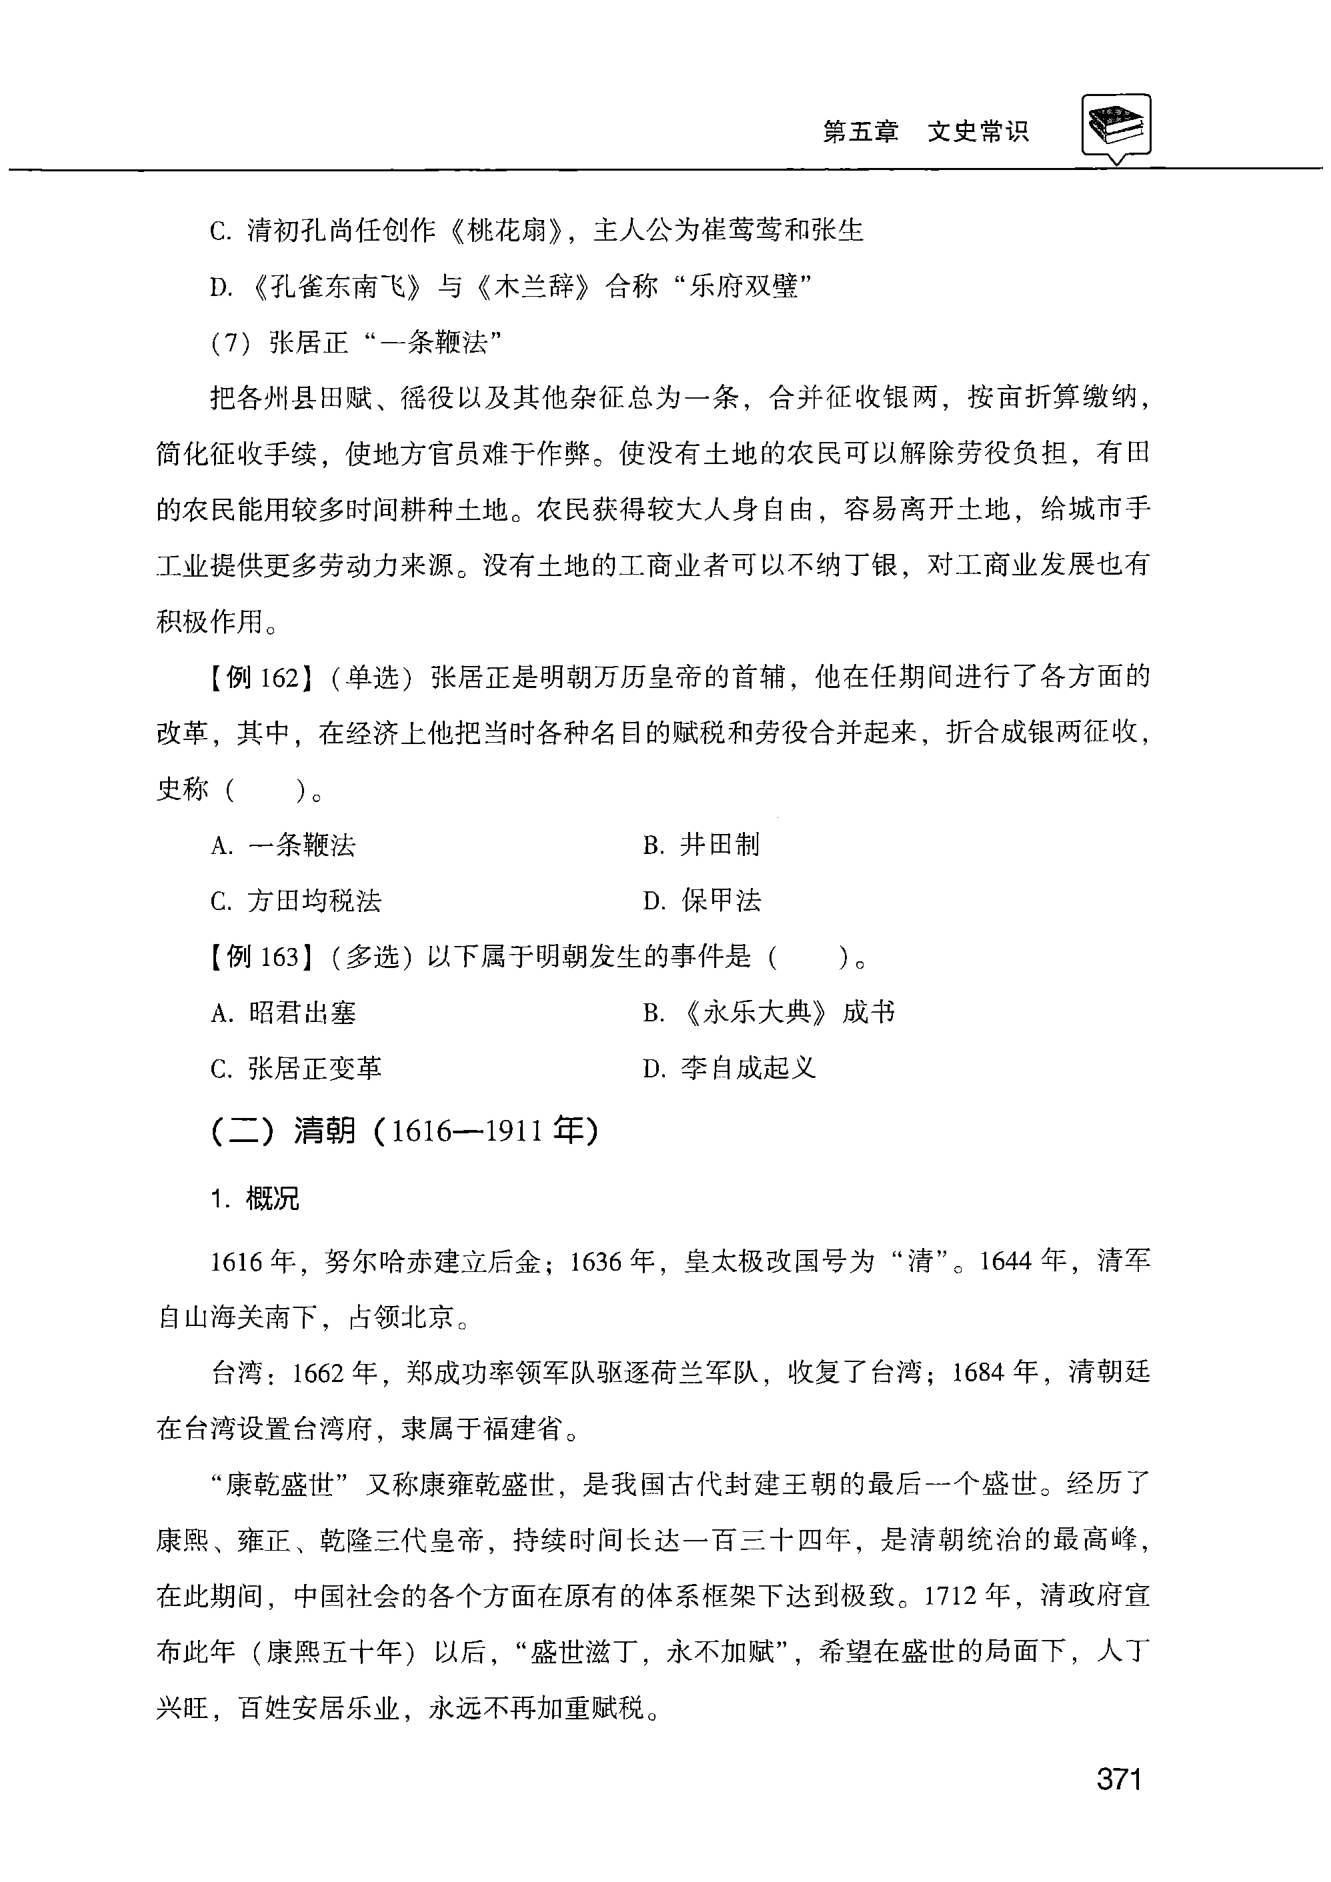 第五章 文史常识
C. 清初孔尚任创作《桃花扇》，主人公为崔莺莺和张生
D.《孔雀东南飞》与《木兰辞》合称“乐府双璧”
（7）张居正“一条鞭法”
把各州县田赋、徭役以及其他杂征总为一条，合并征收银两，按亩折算缴纳，
简化征收手续，使地方官员难于作弊。使没有土地的农民可以解除劳役负担，有田
的农民能用较多时间耕种土地。农民获得较大人身自由，容易离开土地，给城市手
工业提供更多劳动力来源。没有土地的工商业者可以不纳丁银，对工商业发展也有
积极作用。
【例 162】（单选）张居正是明朝万历皇帝的首辅，他在任期间进行了各方面的
改革，其中，在经济上他把当时各种名目的赋税和劳役合并起来，折合成银两征收，
史称（　　）。
A. 一条鞭法　　B. 井田制
C. 方田均税法　　D. 保甲法
【例 163】（多选）以下属于明朝发生的事件是（　　）。
A. 昭君出塞　　B.《永乐大典》成书
C. 张居正变革　　D. 李自成起义
（二）清朝（1616—1911 年）
1. 概况
1616 年，努尔哈赤建立后金；1636 年，皇太极改国号为“清”。1644 年，清军
自山海关南下，占领北京。
台湾：1662 年，郑成功率领军队驱逐荷兰军队，收复了台湾；1684 年，清朝廷
在台湾设置台湾府，隶属于福建省。
“康乾盛世”又称康雍乾盛世，是我国古代封建王朝的最后一个盛世。经历了
康熙、雍正、乾隆三代皇帝，持续时间长达一百三十四年，是清朝统治的最高峰，
在此期间，中国社会的各个方面在原有的体系框架下达到极致。1712 年，清政府宣
布此年（康熙五十年）以后，“盛世滋丁，永不加赋”，希望在盛世的局面下，人丁
兴旺，百姓安居乐业，永远不再加重赋税。
371